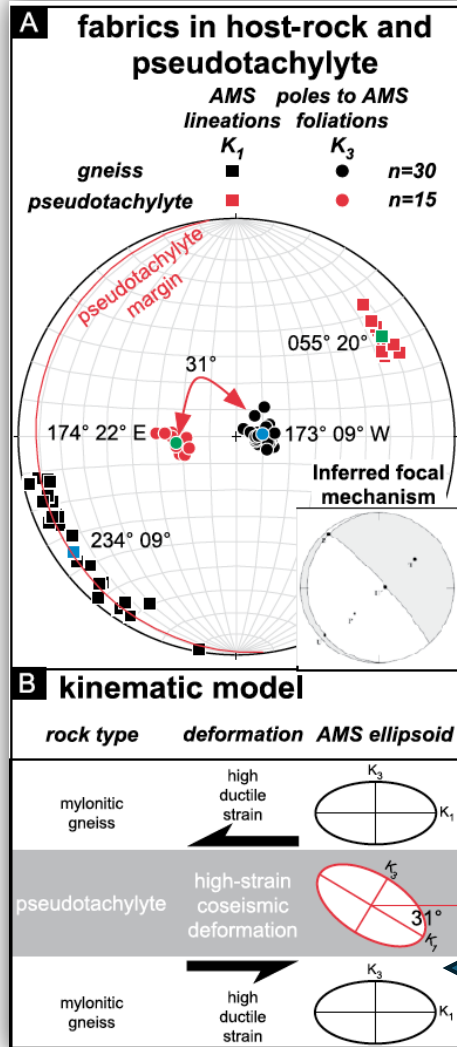 A fabrics in host-rock and
pseudotachylyte
AMS poles to AMS
lineations foliations
K1 K3
gneiss n=30
pseudotachylyte n=15
pseudotachylyte
margin
055° 20°
31°
174° 22° E
173° 09° W
Inferred focal
mechanism
234° 09°
B kinematic model
rock type deformation AMS ellipsoid
mylonitic
gneiss
high
ductile
strain
K3
K1
pseudotachylyte
high-strain
coseismic
deformation
K3
31°
K1
mylonitic
gneiss
high
ductile
strain
K3
K1